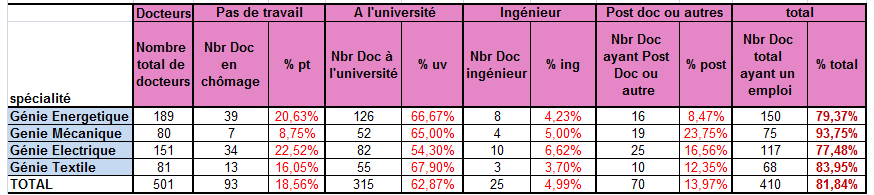 Docteurs Pas de travail A l'université Ingénieur Post doc ou autres total
spécialité Nombre total de docteurs Nbr Doc en chômage % pt Nbr Doc à l'université % uv Nbr Doc ingénieur % ing Nbr Doc ayant Post Doc ou autre % post Nbr Doc total ayant un emploi % total
Génie Energetique 189 39 20,63% 126 66,67% 8 4,23% 16 8,47% 150 79,37%
Genie Mécanique 80 7 8,75% 52 65,00% 4 5,00% 19 23,75% 75 93,75%
Génie Electrique 151 34 22,52% 82 54,30% 10 6,62% 25 16,56% 117 77,48%
Génie Textile 81 13 16,05% 55 67,90% 3 3,70% 10 12,35% 68 83,95%
TOTAL 501 93 18,56% 315 62,87% 25 4,99% 70 13,97% 410 81,84%